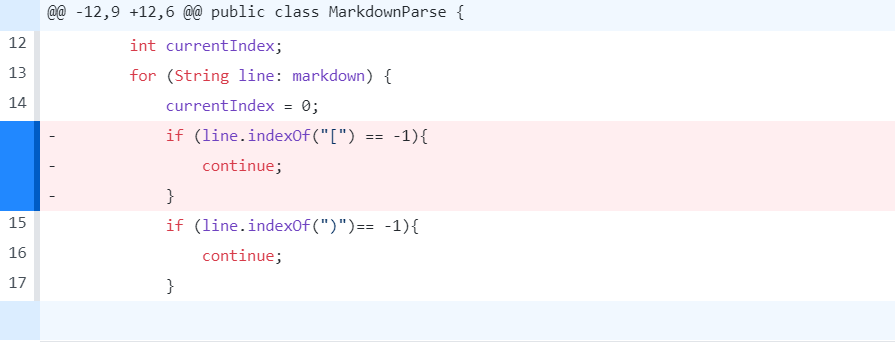 @@ -12,9 +12,6 @@ public class MarkdownParse {
12 int currentIndex;
13 for (String line: markdown) {
14 currentIndex = 0;
- if (line.indexOf("[") == -1){
- continue;
- }
15 if (line.indexOf(")")== -1){
16 continue;
17 }